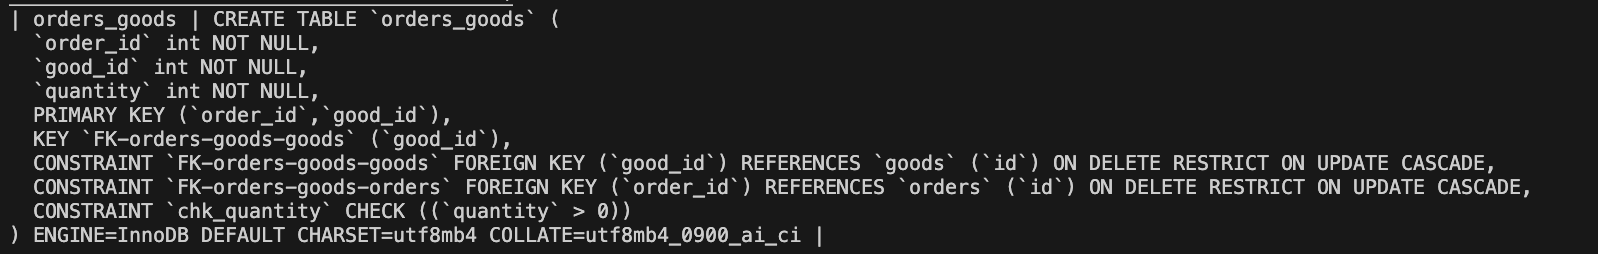 | orders_goods | CREATE TABLE `orders_goods` (
  `order_id` int NOT NULL,
  `good_id` int NOT NULL,
  `quantity` int NOT NULL,
  PRIMARY KEY (`order_id`,`good_id`),
  KEY `FK-orders-goods-goods` (`good_id`),
  CONSTRAINT `FK-orders-goods-goods` FOREIGN KEY (`good_id`) REFERENCES `goods` (`id`) ON DELETE RESTRICT ON UPDATE CASCADE,
  CONSTRAINT `FK-orders-goods-orders` FOREIGN KEY (`order_id`) REFERENCES `orders` (`id`) ON DELETE RESTRICT ON UPDATE CASCADE,
  CONSTRAINT `chk_quantity` CHECK ((`quantity` > 0))
) ENGINE=InnoDB DEFAULT CHARSET=utf8mb4 COLLATE=utf8mb4_0900_ai_ci |